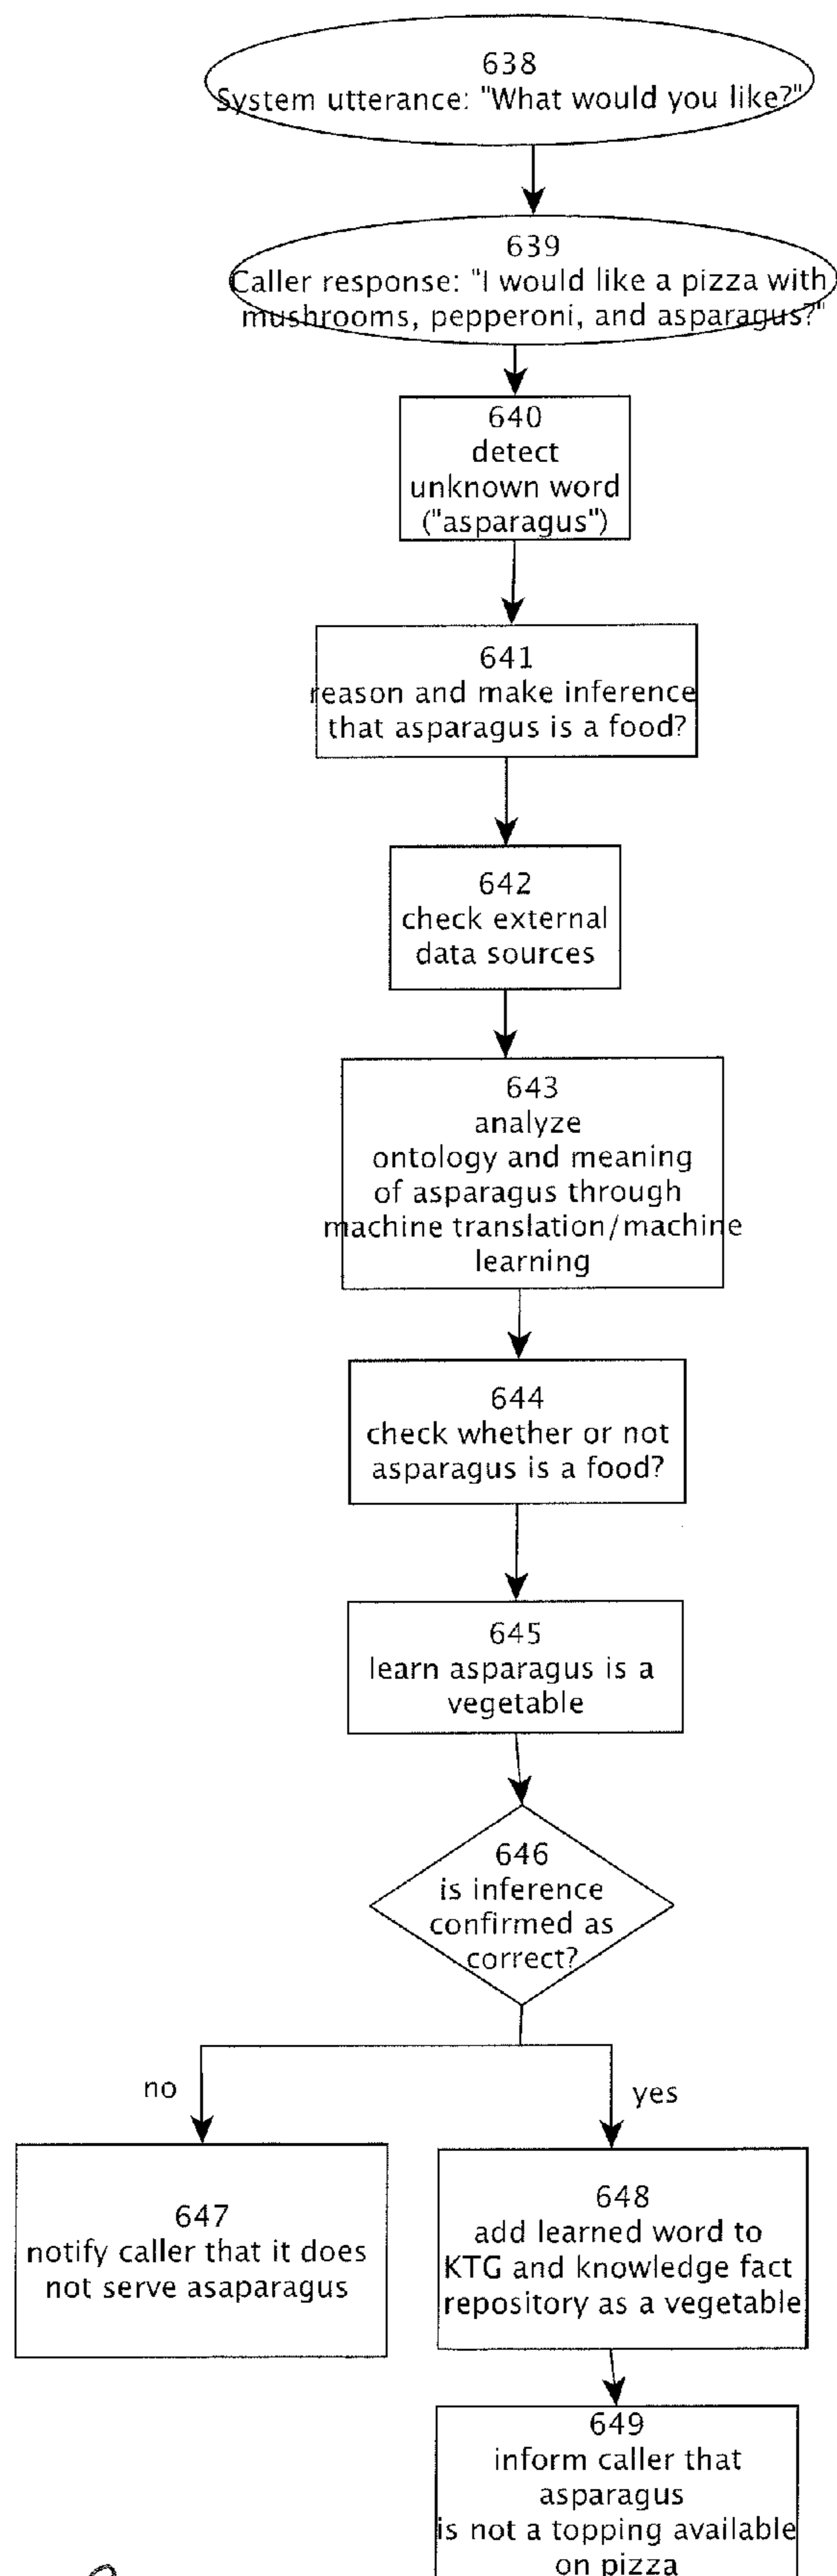 638
System utterance: "What would you like?"
639
Caller response: "I would like a pizza with
mushrooms, pepperoni, and asparagus?"
640
detect
unknown word
("asparagus")
641
reason and make inference
that asparagus is a food?
642
check external
data sources
643
analyze
ontology and meaning
of asparagus through
machine translation/machine
learning
644
check whether or not
asparagus is a food?
645
learn asparagus is a
vegetable
646
is inference
confirmed as
correct?
no
yes
647
notify caller that it does
not serve asaparagus
648
add learned word to
KTG and knowledge fact
repository as a vegetable
649
inform caller that
asparagus
is not a topping available
on pizza